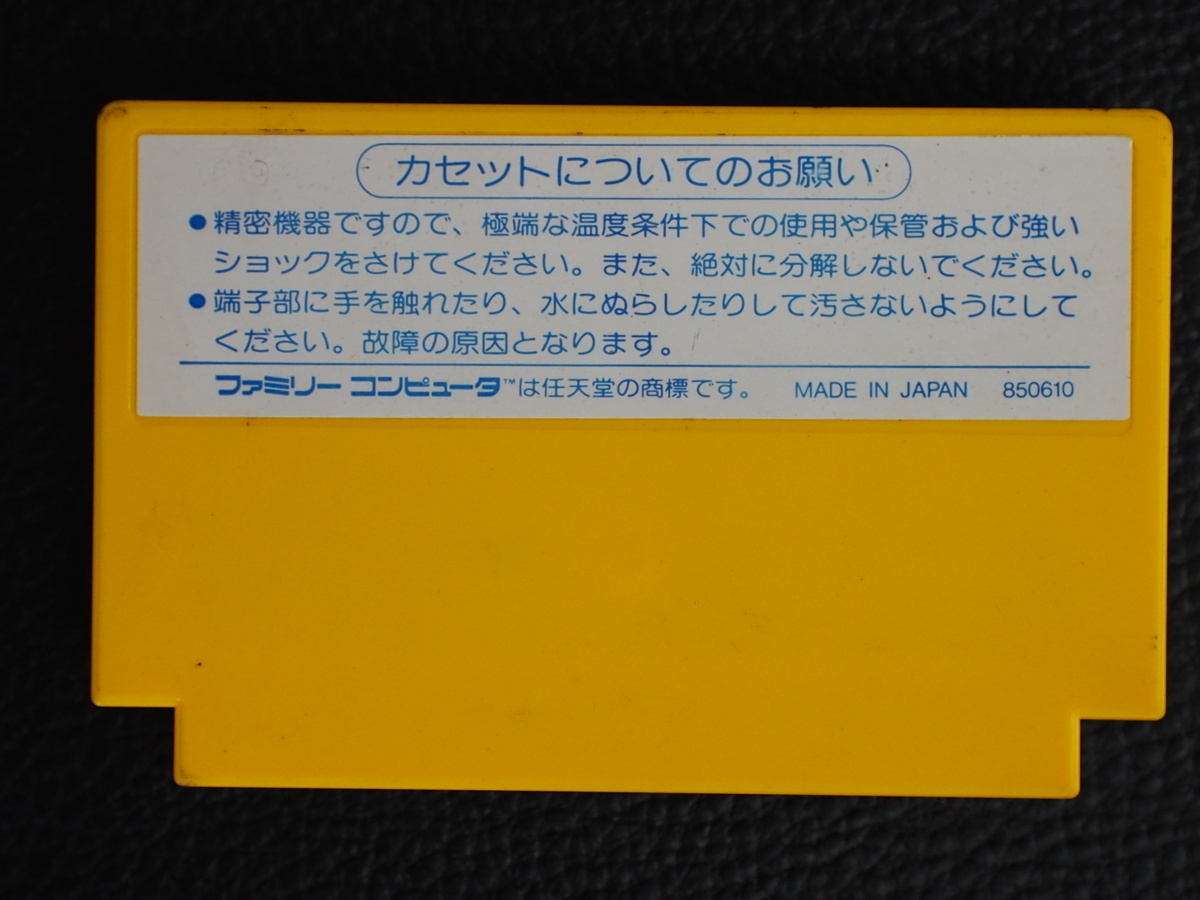 カセットについてのお願い
●精密機器ですので、極端な温度条件下での使用や保管および強い
ショックをさけてください。また、絶対に分解しないでください。
●端子部に手を触れたり、水にぬらしたりして汚さないようにして
ください。故障の原因となります。
ファミリーコンピュータ™は任天堂の商標です。 MADE IN JAPAN 850610